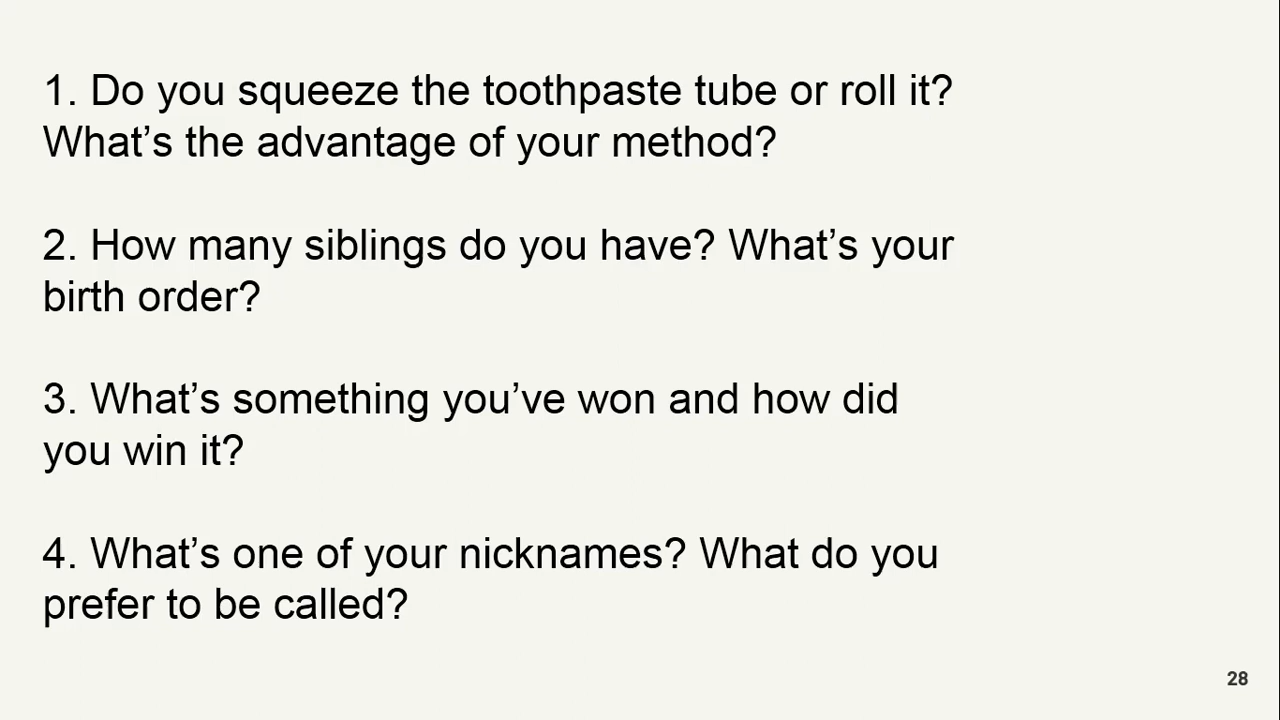 1. Do you squeeze the toothpaste tube or roll it?
What’s the advantage of your method?
2. How many siblings do you have? What’s your
birth order?
3. What’s something you’ve won and how did
you win it?
4. What’s one of your nicknames? What do you
prefer to be called?
28